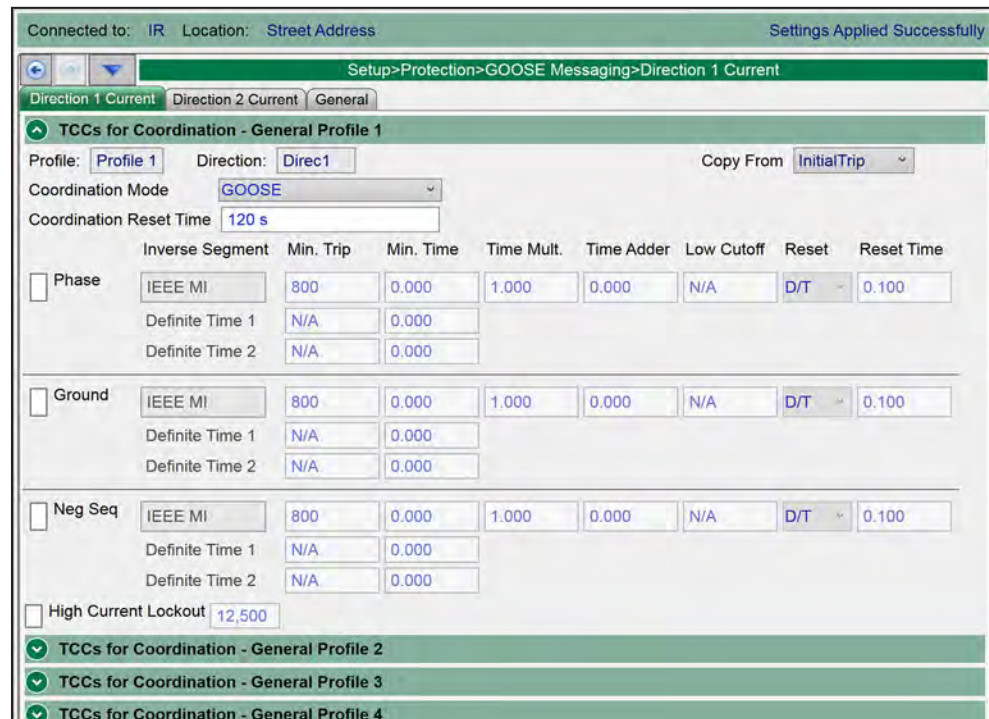 Connected to: IR Location: Street Address Settings Applied Successfully
Setup>Protection>GOOSE Messaging>Direction 1 Current
Direction 1 Current Direction 2 Current General
TCCs for Coordination - General Profile 1
Profile: Profile 1 Direction: Direc1 Copy From InitialTrip
Coordination Mode GOOSE
Coordination Reset Time 120 s
Inverse Segment Min. Trip Min. Time Time Mult. Time Adder Low Cutoff Reset Reset Time
Phase IEEE MI 800 0.000 1.000 0.000 N/A D/T 0.100
Definite Time 1 N/A 0.000
Definite Time 2 N/A 0.000
Ground IEEE MI 800 0.000 1.000 0.000 N/A D/T 0.100
Definite Time 1 N/A 0.000
Definite Time 2 N/A 0.000
Neg Seq IEEE MI 800 0.000 1.000 0.000 N/A D/T 0.100
Definite Time 1 N/A 0.000
Definite Time 2 N/A 0.000
High Current Lockout 12,500
TCCs for Coordination - General Profile 2
TCCs for Coordination - General Profile 3
TCCs for Coordination - General Profile 4